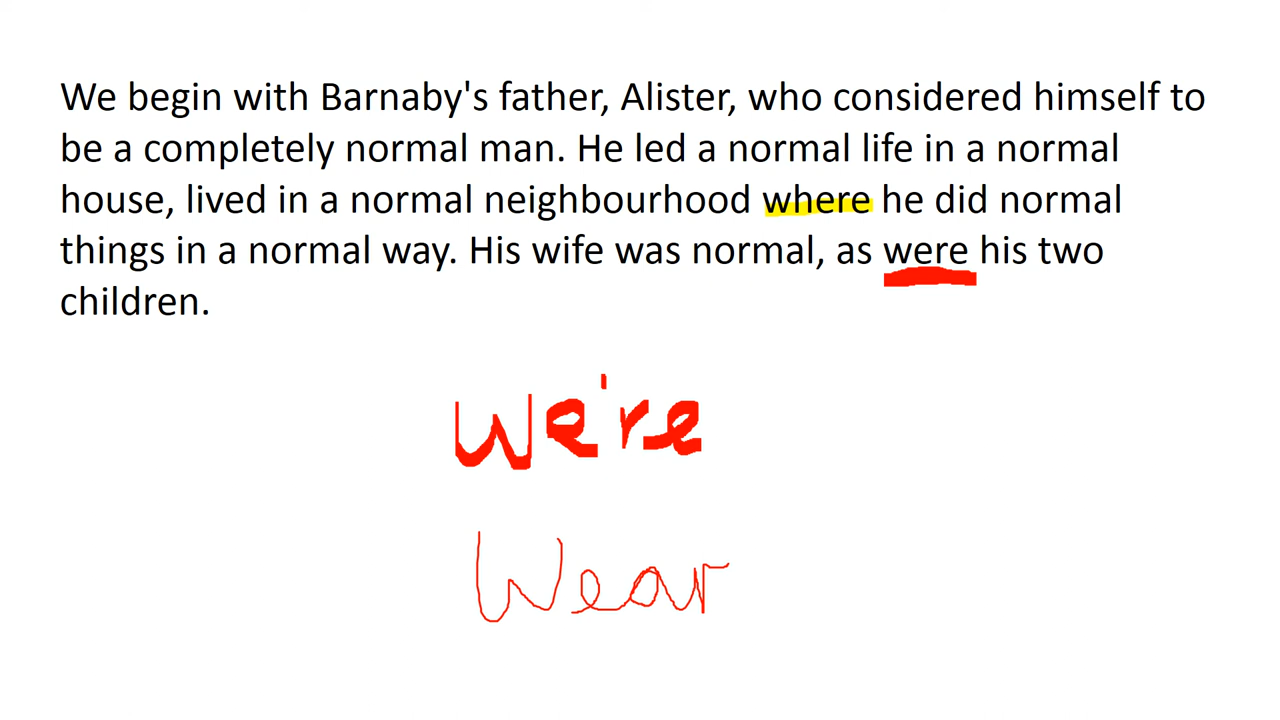 We begin with Barnaby's father, Alister, who considered himself to
be a completely normal man. He led a normal life in a normal
house, lived in a normal neighbourhood where he did normal
things in a normal way. His wife was normal, as were his two
children.
We're
Wear